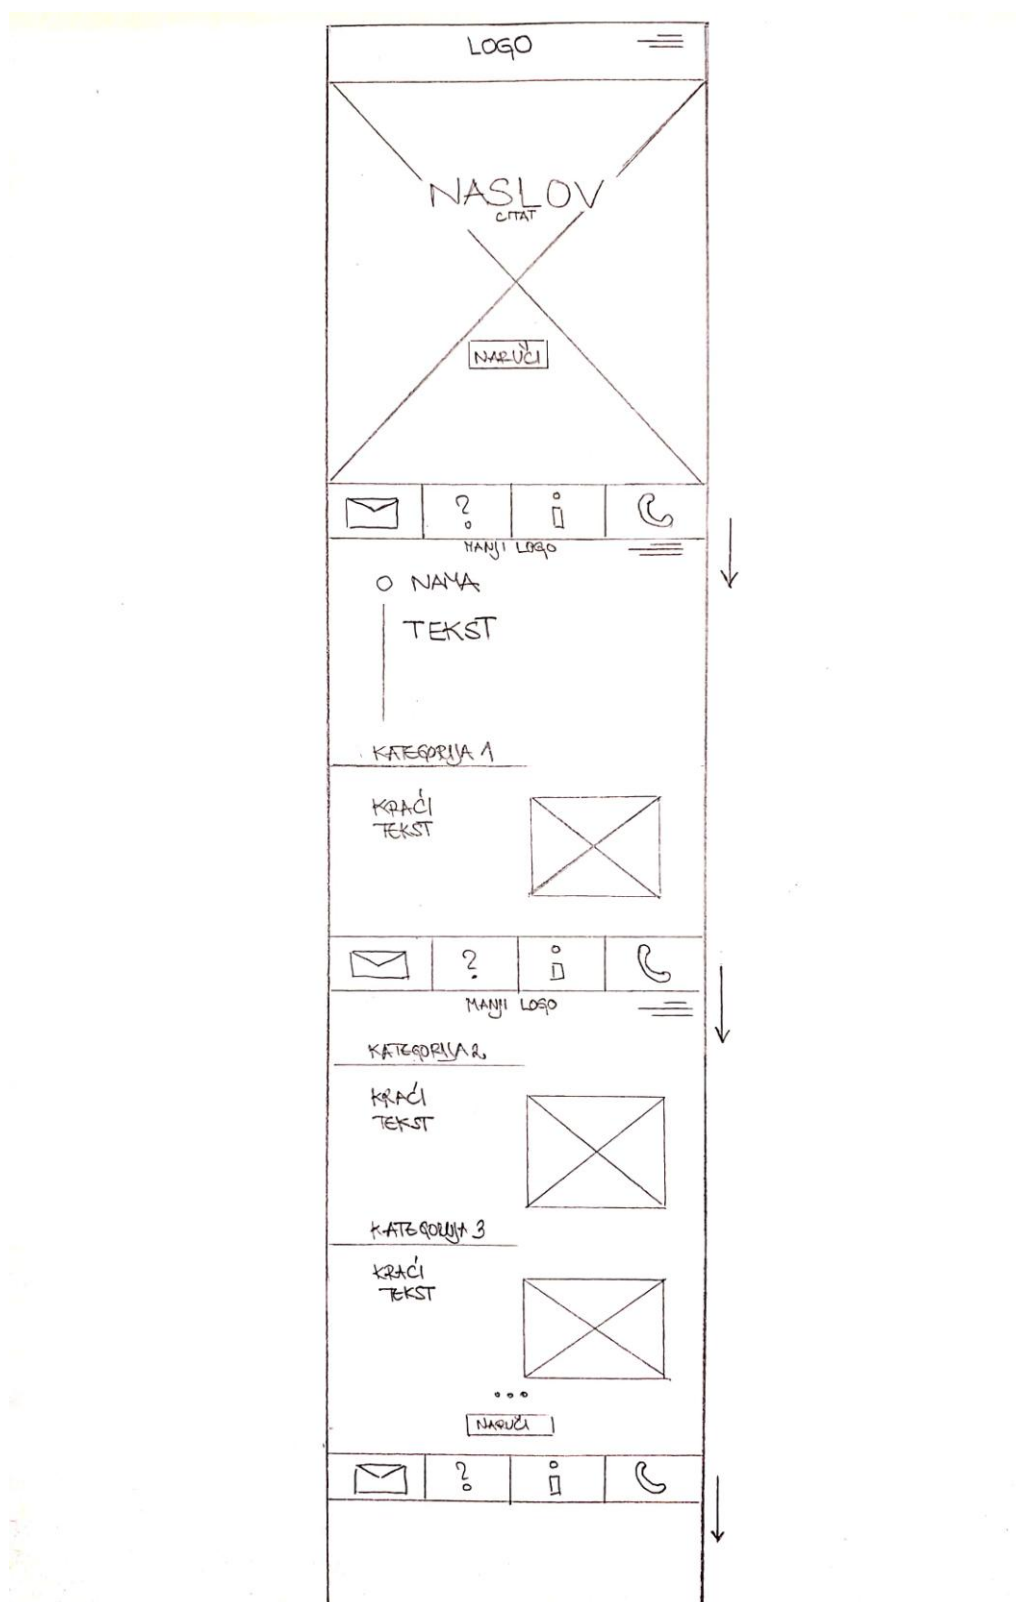 LOGO
NASLOV
CITAT
NARUČI
?
i
MANJI LOGO
O NAMA
TEKST
KATEGORIJA 1
KRAĆI
TEKST
?
i
MANJI LOGO
KATEGORIJA 2
KRAĆI
TEKST
KATEGORIJA 3
KRAĆI
TEKST
...
NARUČI
?
i